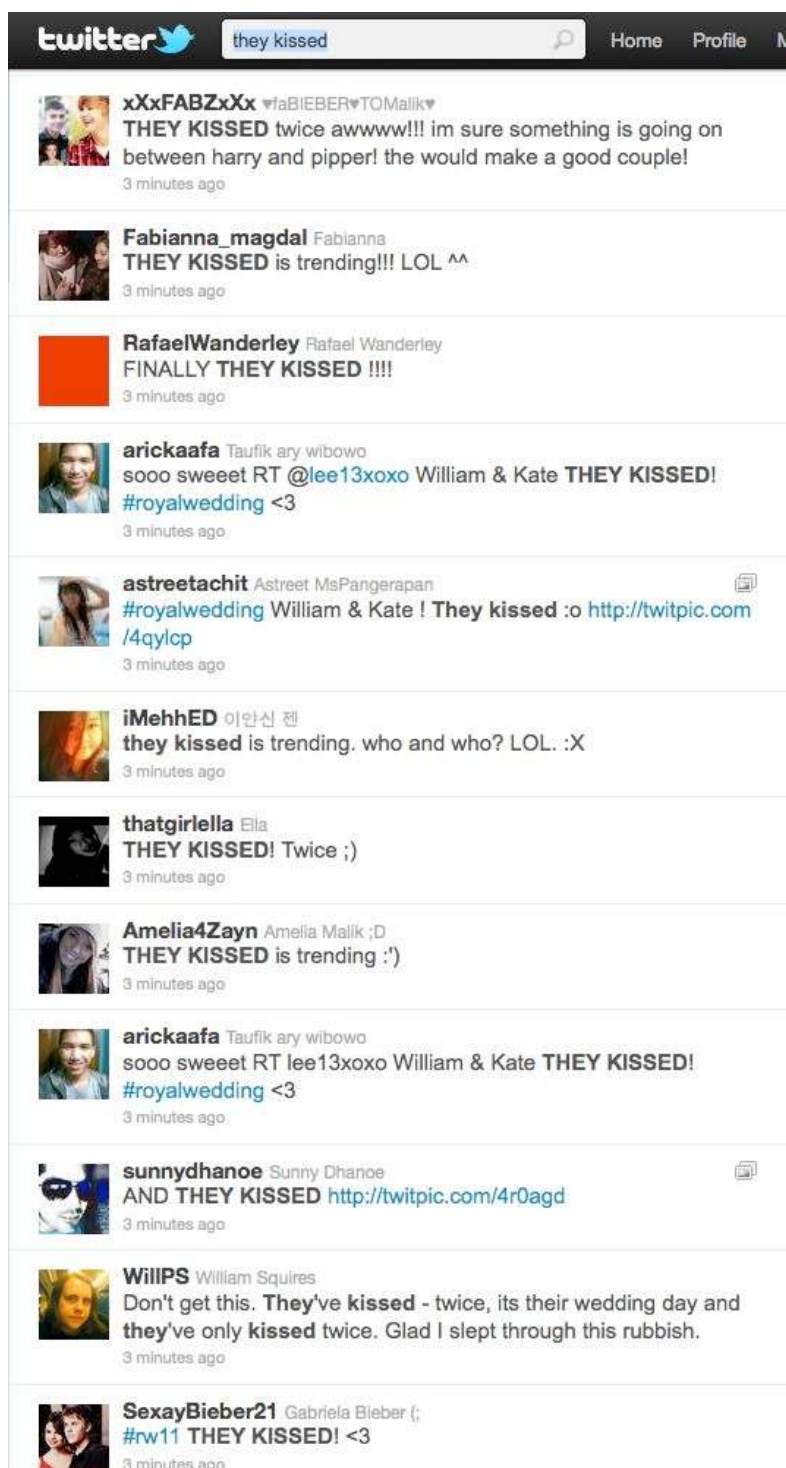 twitter they kissed Home Profile M
xXxFABZxXx ♥faBIEBER♥TOMalik♥
THEY KISSED twice awwww!!! im sure something is going on
between harry and pipper! the would make a good couple!
3 minutes ago
Fabianna_magdal Fabianna
THEY KISSED is trending!!! LOL ^^
3 minutes ago
RafaelWanderley Rafael Wanderley
FINALLY THEY KISSED !!!!
3 minutes ago
arickaafa Taufik ary wibowo
sooo sweeet RT @lee13xoxo William & Kate THEY KISSED!
#royalwedding <3
3 minutes ago
astreetachit Astreet MsPangerapan
#royalwedding William & Kate ! They kissed :o http://twitpic.com
/4qylcp
3 minutes ago
iMehhED 이안신 젠
they kissed is trending. who and who? LOL. :X
3 minutes ago
thatgirlella Ella
THEY KISSED! Twice ;)
3 minutes ago
Amelia4Zayn Amelia Malik ;D
THEY KISSED is trending :')
3 minutes ago
arickaafa Taufik ary wibowo
sooo sweeet RT lee13xoxo William & Kate THEY KISSED!
#royalwedding <3
3 minutes ago
sunnydhanoe Sunny Dhanoe
AND THEY KISSED http://twitpic.com/4r0agd
3 minutes ago
WillPS William Squires
Don't get this. They've kissed - twice, its their wedding day and
they've only kissed twice. Glad I slept through this rubbish.
3 minutes ago
SexayBieber21 Gabriela Bieber (;
#rw11 THEY KISSED! <3
3 minutes ago